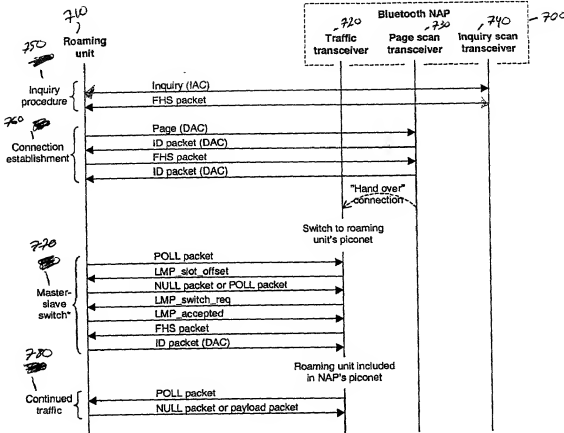 Bluetooth NAP
700
710
720
730
740
Roaming
unit
Traffic
transceiver
Page scan
transceiver
Inquiry scan
transceiver
750
Inquiry
procedure
Inquiry (IAC)
FHS packet
760
Connection
establishment
Page (DAC)
ID packet (DAC)
FHS packet
ID packet (DAC)
"Hand over"
connection
Switch to roaming
unit's piconet
770
Master-
slave
switch*
POLL packet
LMP_slot_offset
NULL packet or POLL packet
LMP_switch_req
LMP_accepted
FHS packet
ID packet (DAC)
Roaming unit included
in NAP's piconet
780
Continued
traffic
POLL packet
NULL packet or payload packet